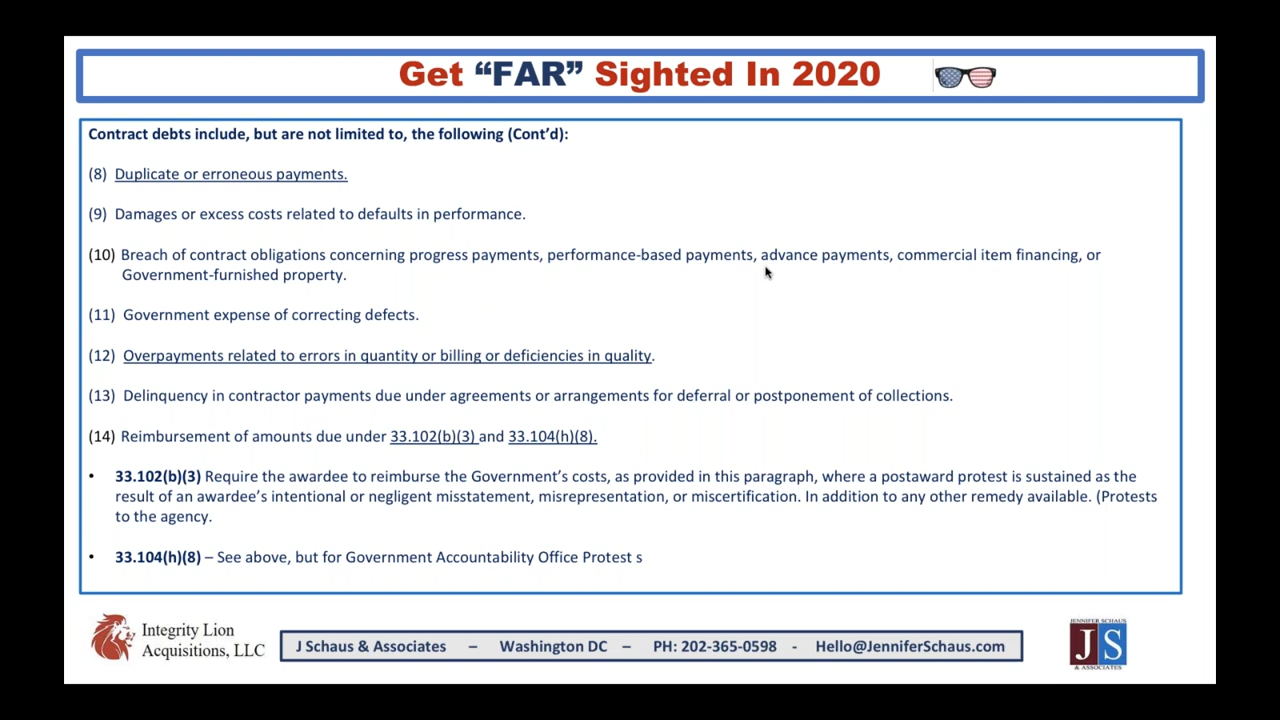 Get “FAR” Sighted In 2020
Contract debts include, but are not limited to, the following (Cont’d):
(8) Duplicate or erroneous payments.
(9) Damages or excess costs related to defaults in performance.
(10) Breach of contract obligations concerning progress payments, performance-based payments, advance payments, commercial item financing, or
Government-furnished property.
(11) Government expense of correcting defects.
(12) Overpayments related to errors in quantity or billing or deficiencies in quality.
(13) Delinquency in contractor payments due under agreements or arrangements for deferral or postponement of collections.
(14) Reimbursement of amounts due under 33.102(b)(3) and 33.104(h)(8).
• 33.102(b)(3) Require the awardee to reimburse the Government’s costs, as provided in this paragraph, where a postaward protest is sustained as the
result of an awardee’s intentional or negligent misstatement, misrepresentation, or miscertification. In addition to any other remedy available. (Protests
to the agency.
• 33.104(h)(8) – See above, but for Government Accountability Office Protest s
Integrity Lion
Acquisitions, LLC
J Schaus & Associates – Washington DC – PH: 202-365-0598 - Hello@JenniferSchaus.com
JENNIFER SCHAUS
J S
& ASSOCIATES